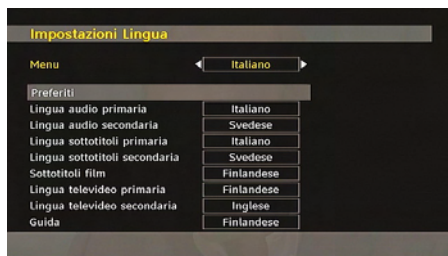 Impostazioni Lingua
Menu Italiano
Preferiti
Lingua audio primaria Italiano
Lingua audio secondaria Svedese
Lingua sottotitoli primaria Italiano
Lingua sottotitoli secondaria Svedese
Sottotitoli film Finlandese
Lingua televideo primaria Finlandese
Lingua televideo secondaria Inglese
Guida Finlandese